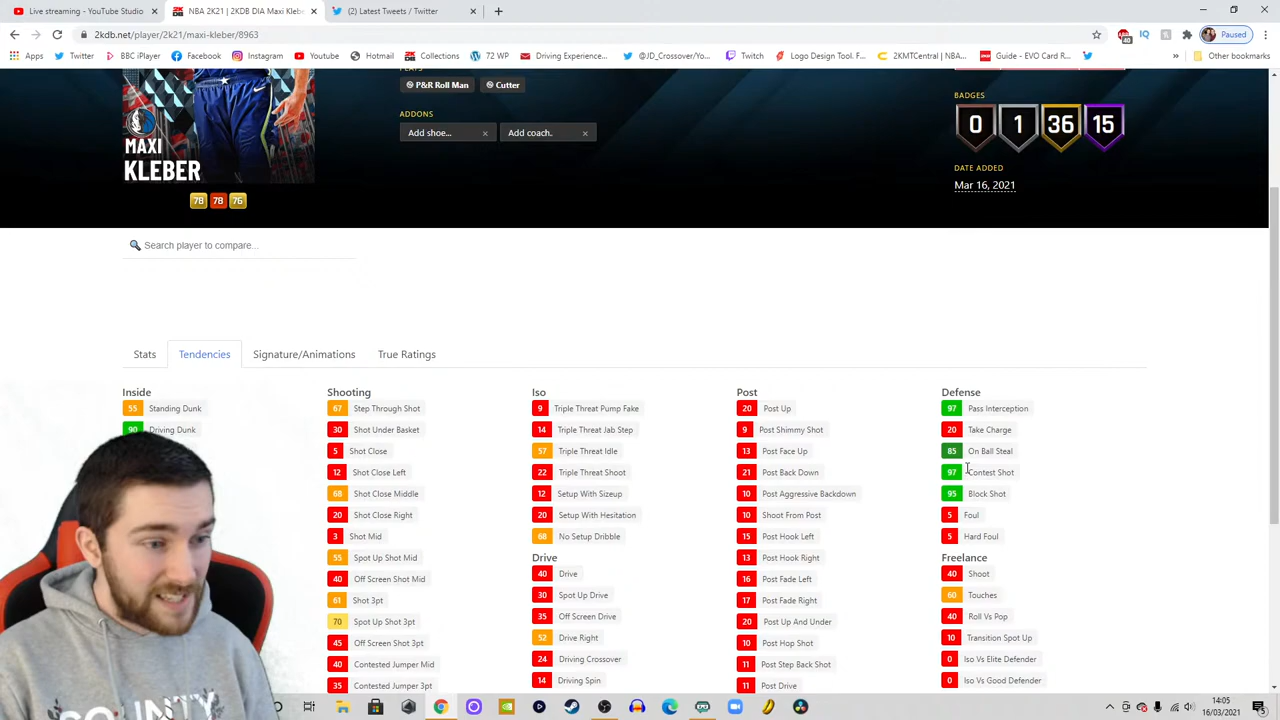 Live streaming - YouTube Studio
NBA 2K21 | 2KDB DIA Maxi Klebe
(2) Latest Tweets / Twitter
2kdb.net/player/2k21/maxi-kleber/8963
40
Paused
Apps
Twitter
BBC iPlayer
Instagram
Youtube
Hotmail
Collections
72 WP
Driving Experience...
@JD_Crossover/Yo...
Twitch
Logo Design Tool. F...
2KMTCentral | NBA...
Guide - EVO Card R...
Other bookmarks
P&R Roll Man
Cutter
ADDONS
Add shoe...
Add coach.
MAXI
KLEBER
78 78 76
BADGES
0 1 36 15
DATE ADDED
Mar 16, 2021
Search player to compare...
Stats
Tendencies
Signature/Animations
True Ratings
Inside
55 Standing Dunk
90 Driving Dunk
Shooting
67 Step Through Shot
30 Shot Under Basket
5 Shot Close
12 Shot Close Left
68 Shot Close Middle
20 Shot Close Right
3 Shot Mid
55 Spot Up Shot Mid
40 Off Screen Shot Mid
61 Shot 3pt
70 Spot Up Shot 3pt
45 Off Screen Shot 3pt
40 Contested Jumper Mid
35 Contested Jumper 3pt
Iso
9 Triple Threat Pump Fake
14 Triple Threat Jab Step
57 Triple Threat Idle
22 Triple Threat Shoot
12 Setup With Sizeup
20 Setup With Hesitation
68 No Setup Dribble
Drive
40 Drive
30 Spot Up Drive
35 Off Screen Drive
52 Drive Right
24 Driving Crossover
14 Driving Spin
Post
20 Post Up
9 Post Shimmy Shot
13 Post Face Up
21 Post Back Down
10 Post Aggressive Backdown
10 Shoot From Post
15 Post Hook Left
13 Post Hook Right
16 Post Fade Left
17 Post Fade Right
20 Post Up And Under
10 Post Hop Shot
11 Post Step Back Shot
11 Post Drive
Defense
97 Pass Interception
20 Take Charge
85 On Ball Steal
97 Contest Shot
95 Block Shot
5 Foul
5 Hard Foul
Freelance
40 Shoot
60 Touches
40 Roll Vs Pop
10 Transition Spot Up
0 Iso Vs Elite Defender
0 Iso Vs Good Defender
14:05
16/03/2021